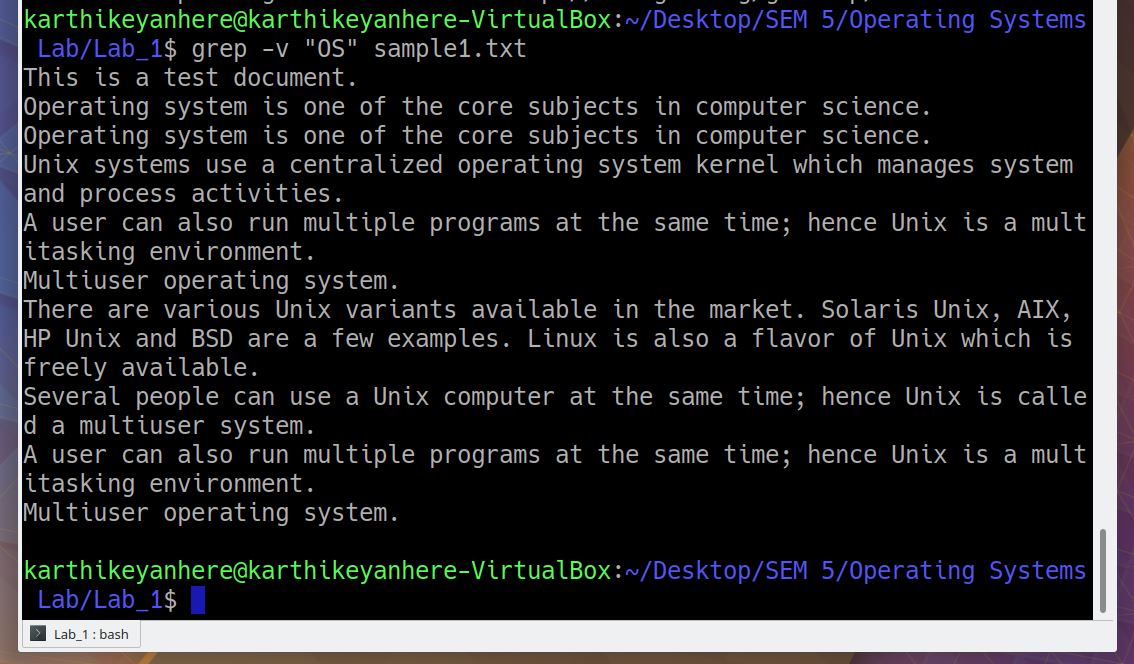 karthikeyanhere@karthikeyanhere-VirtualBox:~/Desktop/SEM 5/Operating Systems
Lab/Lab_1$ grep -v "OS" sample1.txt
This is a test document.
Operating system is one of the core subjects in computer science.
Operating system is one of the core subjects in computer science.
Unix systems use a centralized operating system kernel which manages system
and process activities.
A user can also run multiple programs at the same time; hence Unix is a mult
itasking environment.
Multiuser operating system.
There are various Unix variants available in the market. Solaris Unix, AIX,
HP Unix and BSD are a few examples. Linux is also a flavor of Unix which is
freely available.
Several people can use a Unix computer at the same time; hence Unix is calle
d a multiuser system.
A user can also run multiple programs at the same time; hence Unix is a mult
itasking environment.
Multiuser operating system.
karthikeyanhere@karthikeyanhere-VirtualBox:~/Desktop/SEM 5/Operating Systems
Lab/Lab_1$
Lab_1 : bash